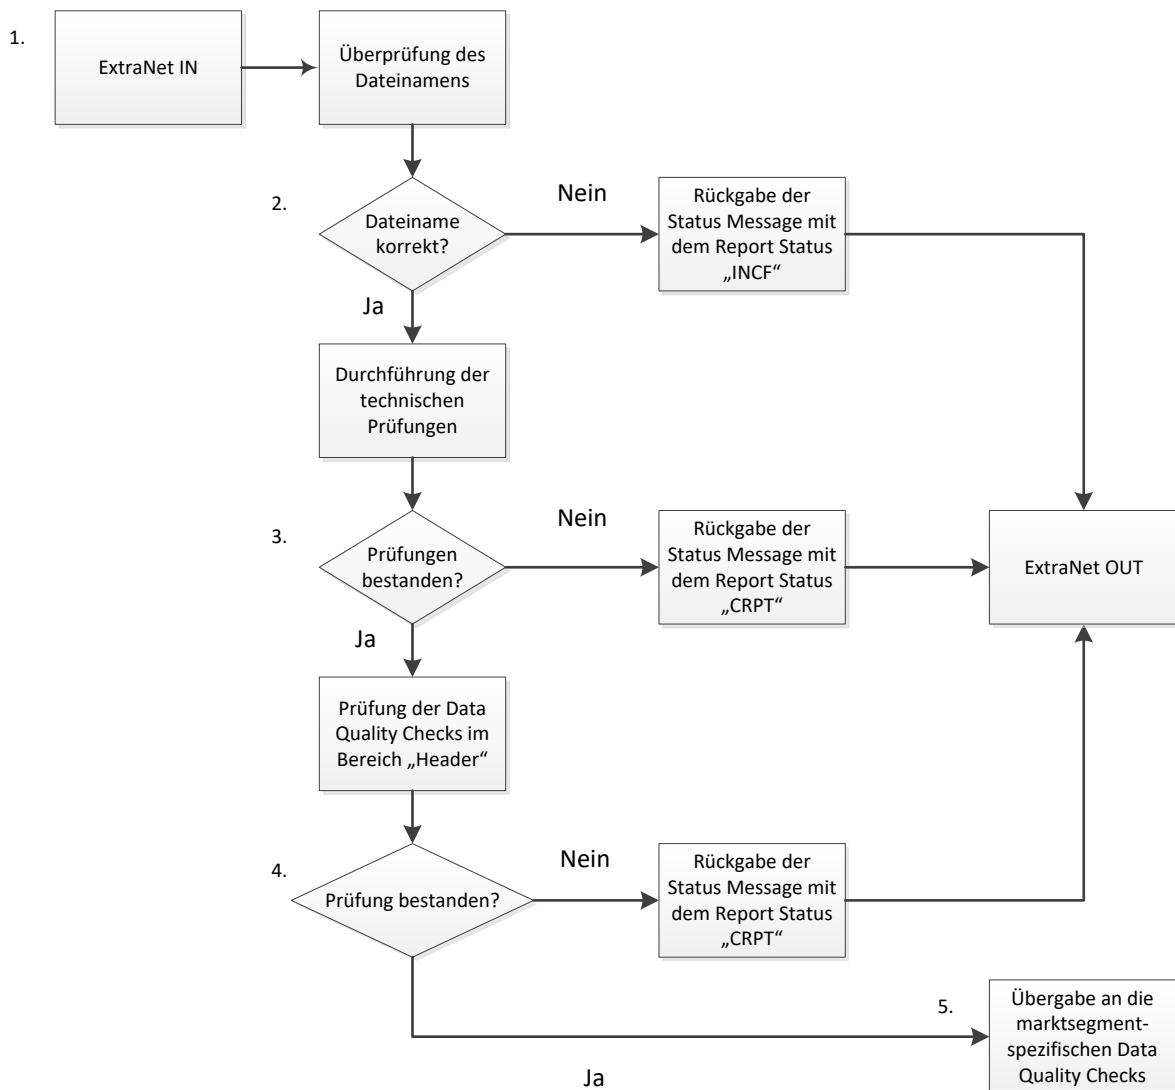 1.
ExtraNet IN
Überprüfung des
Dateinamens
2.
Dateiname
korrekt?
Nein
Rückgabe der
Status Message mit
dem Report Status
„INCF“
Ja
Durchführung der
technischen
Prüfungen
3.
Prüfungen
bestanden?
Nein
Rückgabe der
Status Message mit
dem Report Status
„CRPT“
ExtraNet OUT
Ja
Prüfung der Data
Quality Checks im
Bereich „Header“
4.
Prüfung bestanden?
Nein
Rückgabe der
Status Message mit
dem Report Status
„CRPT“
Ja
5.
Übergabe an die
marktsegment-
spezifischen Data
Quality Checks